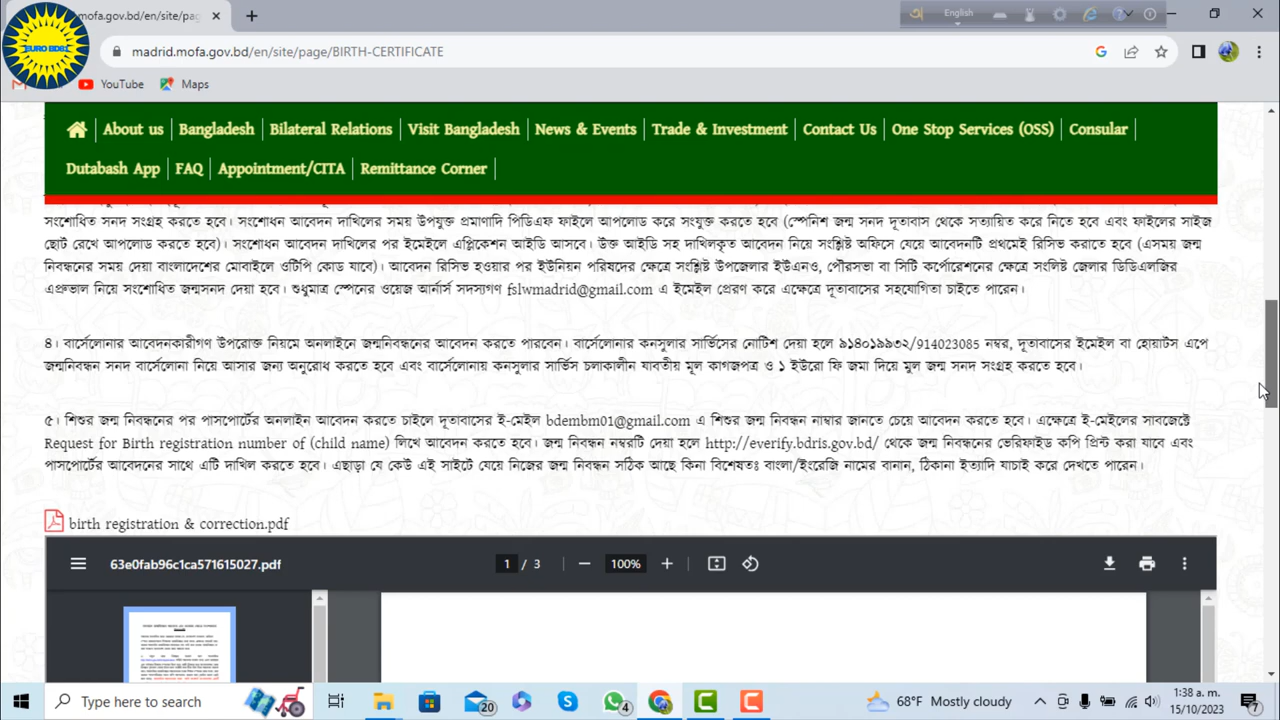 mofa.gov.bd/en/site/pag
English
EURO BD61
madrid.mofa.gov.bd/en/site/page/BIRTH-CERTIFICATE
YouTube
Maps
About us
Bangladesh
Bilateral Relations
Visit Bangladesh
News & Events
Trade & Investment
Contact Us
One Stop Services (OSS)
Consular
Dutabash App
FAQ
Appointment/CITA
Remittance Corner
সংশোধিত সনদ সংগ্রহ করতে হবে। সংশোধন আবেদন দাখিলের সময় উপযুক্ত প্রমাণাদি পিডিএফ ফাইলে আপলোড করে সংযুক্ত করতে হবে (স্পেনিশ জন্ম সনদ দূতাবাস থেকে সত্যায়িত করে নিতে হবে এবং ফাইলের সাইজ
ছোট রেখে আপলোড করতে হবে)। সংশোধন আবেদন দাখিলের পর ইমেইলে এপ্লিকেশন আইডি আসবে। উক্ত আইডি সহ দাখিলকৃত আবেদন নিয়ে সংশ্লিষ্ট অফিসে যেয়ে আবেদনটি প্রথমেই রিসিভ করাতে হবে (এসময় জন্ম
নিবন্ধনের সময় দেয়া বাংলাদেশের মোবাইলে ওটিপি কোড যাবে)। আবেদন রিসিভ হওয়ার পর ইউনিয়ন পরিষদের ক্ষেত্রে সংশ্লিষ্ট উপজেলার ইউএনও, পৌরসভা বা সিটি কর্পোরেশনের ক্ষেত্রে সংলিষ্ট জেলার ডিডিএলজির
এপ্রুভাল নিয়ে সংশোধিত জন্মসনদ দেয়া হবে। শুধুমাত্র স্পেনের ওয়েজ আর্নার্স সদস্যগণ fslwmadrid@gmail.com এ ইমেইল প্রেরণ করে এক্ষেত্রে দূতাবাসের সহযোগিতা চাইতে পারেন।
৪। বার্সেলোনার আবেদনকারীগণ উপরোক্ত নিয়মে অনলাইনে জন্মনিবন্ধনের আবেদন করতে পারবেন। বার্সেলোনার কনসুলার সার্ভিসের নোটিশ দেয়া হলে ৯১৪০১৯৯৩২/914023085 নম্বর, দূতাবাসের ইমেইল বা হোয়াটস এপে
জন্মনিবন্ধন সনদ বার্সেলোনা নিয়ে আসার জন্য অনুরোধ করতে হবে এবং বার্সেলোনায় কনসুলার সার্ভিস চলাকালীন যাবতীয় মূল কাগজপত্র ও ১ ইউরো ফি জমা দিয়ে মুল জন্ম সনদ সংগ্রহ করতে হবে।
৫। শিশুর জন্ম নিবন্ধনের পর পাসপোর্টের অনলাইন আবেদন করতে চাইলে দূতাবাসের ই-মেইল bdembm01@gmail.com এ শিশুর জন্ম নিবন্ধন নাম্বার জানতে চেয়ে আবেদন করতে হবে। এক্ষেত্রে ই-মেইলের সাবজেক্টে
Request for Birth registration number of (child name) লিখে আবেদন করতে হবে। জন্ম নিবন্ধন নম্বরটি দেয়া হলে http://everify.bdris.gov.bd/ থেকে জন্ম নিবন্ধনের ভেরিফাইড কপি প্রিন্ট করা যাবে এবং
পাসপোর্টের আবেদনের সাথে এটি দাখিল করতে হবে। এছাড়া যে কেউ এই সাইটে যেয়ে নিজের জন্ম নিবন্ধন সঠিক আছে কিনা বিশেষতঃ বাংলা/ইংরেজি নামের বানান, ঠিকানা ইত্যাদি যাচাই করে দেখতে পারেন।
birth registration & correction.pdf
63e0fab96c1ca571615027.pdf
1 / 3
100%
Type here to search
20
4
68°F Mostly cloudy
1:38 a. m.
15/10/2023
7